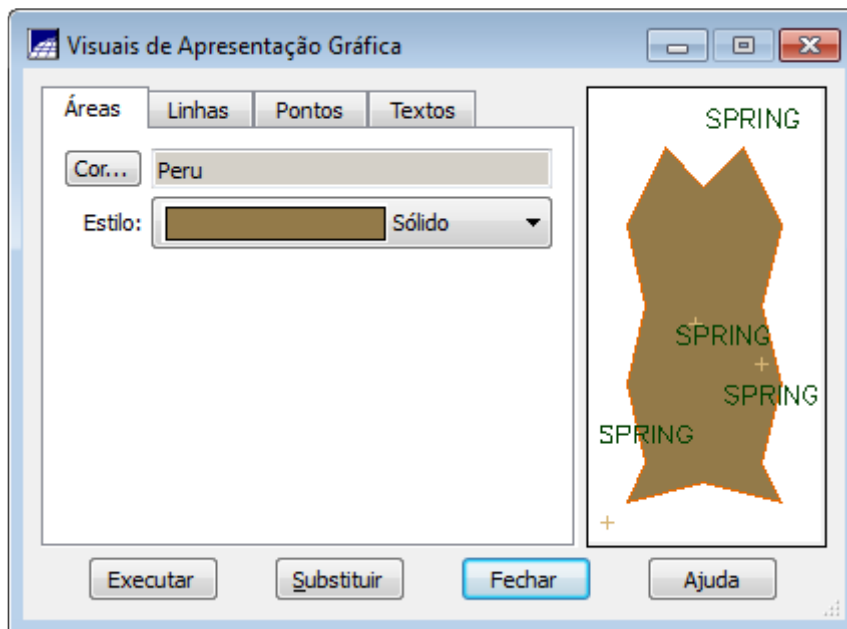 Visuais de Apresentação Gráfica
Áreas
Linhas
Pontos
Textos
Cor...
Peru
Estilo:
Sólido
SPRING
SPRING
SPRING
SPRING
Executar
Substituir
Fechar
Ajuda